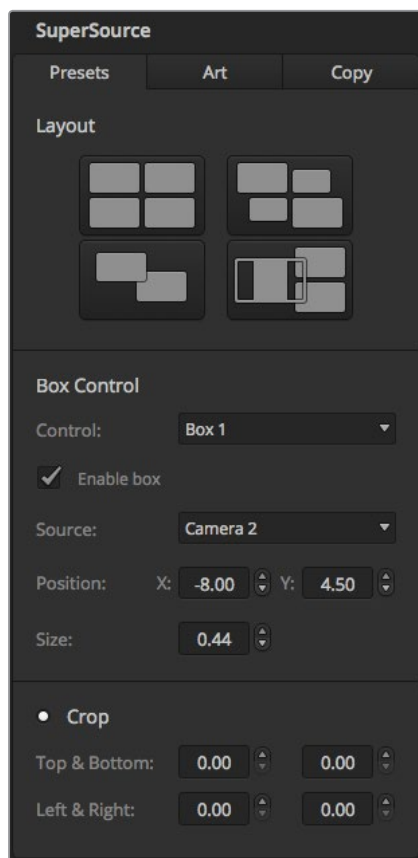 SuperSource
Presets Art Copy
Layout
Box Control
Control: Box 1
Enable box
Source: Camera 2
Position: X: -8.00 Y: 4.50
Size: 0.44
Crop
Top & Bottom: 0.00 0.00
Left & Right: 0.00 0.00